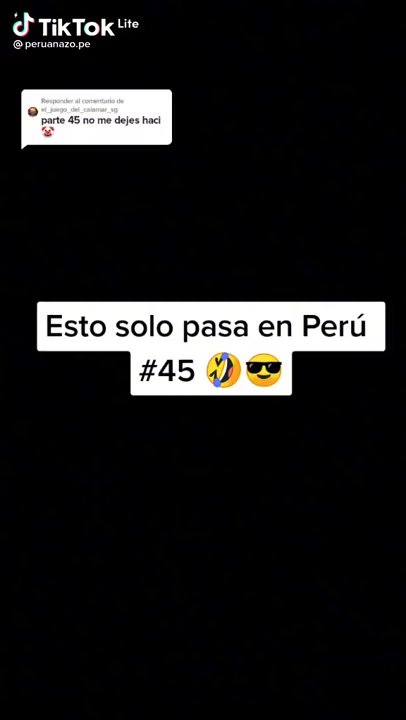 TikTok Lite
@peruanazo.pe
Responder al comentario de
el_juego_del_calamar_sg
parte 45 no me dejes haci
🤡
Esto solo pasa en Perú
#45 🤣😎